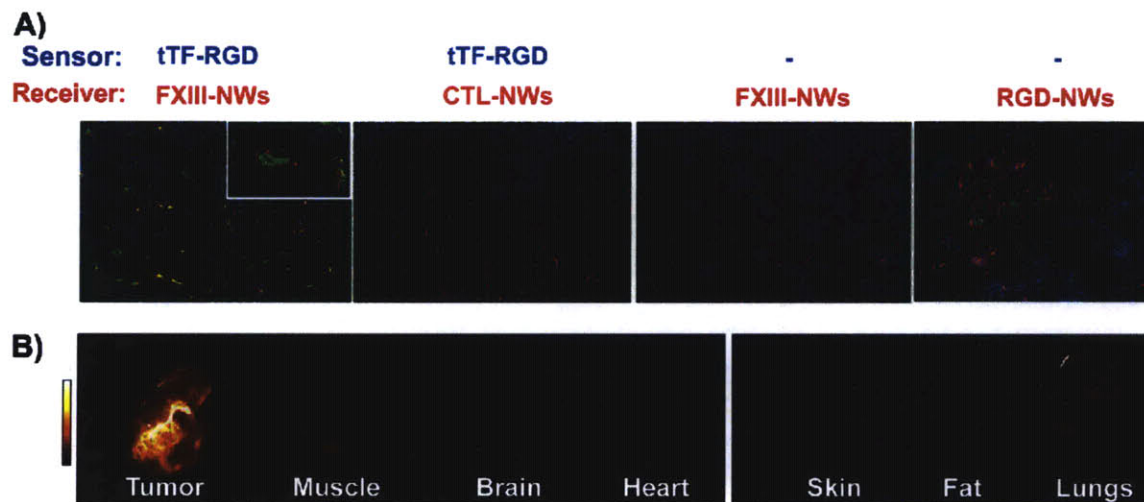 A)
Sensor: tTF-RGD tTF-RGD - -
Receiver: FXIII-NWs CTL-NWs FXIII-NWs RGD-NWs
B)
Tumor Muscle Brain Heart Skin Fat Lungs